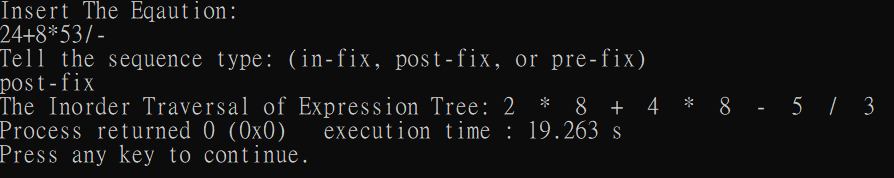 Insert The Eqaution:
24+8*53/-
Tell the sequence type: (in-fix, post-fix, or pre-fix)
post-fix
The Inorder Traversal of Expression Tree: 2 * 8 + 4 * 8 - 5 / 3
Process returned 0 (0x0) execution time : 19.263 s
Press any key to continue.